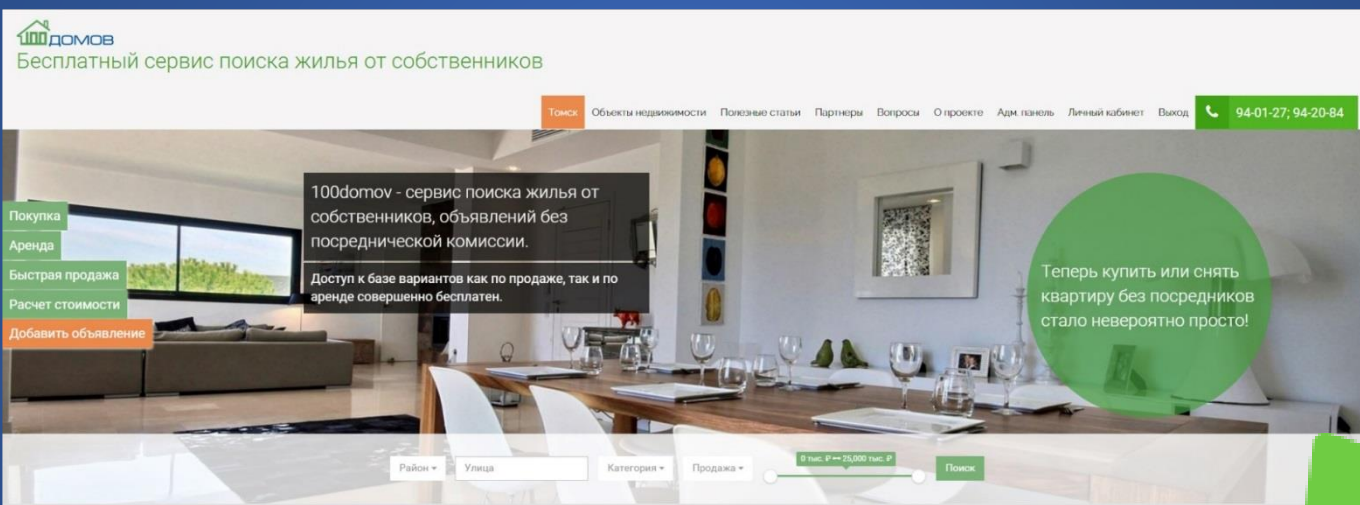 100домов
Бесплатный сервис поиска жилья от собственников
Томск Объекты недвижимости Полезные статьи Партнеры Вопросы О проекте Адм. панель Личный кабинет Выход 94-01-27; 94-20-84
100domov - сервис поиска жилья от
собственников, объявлений без
посреднической комиссии.
Доступ к базе вариантов как по продаже, так и по
аренде совершенно бесплатен.
Покупка
Аренда
Быстрая продажа
Расчет стоимости
Добавить объявление
Теперь купить или снять
квартиру без посредников
стало невероятно просто!
Район Улица Категория Продажа 0 тыс. ₽ ↔ 25,000 тыс. ₽ Поиск